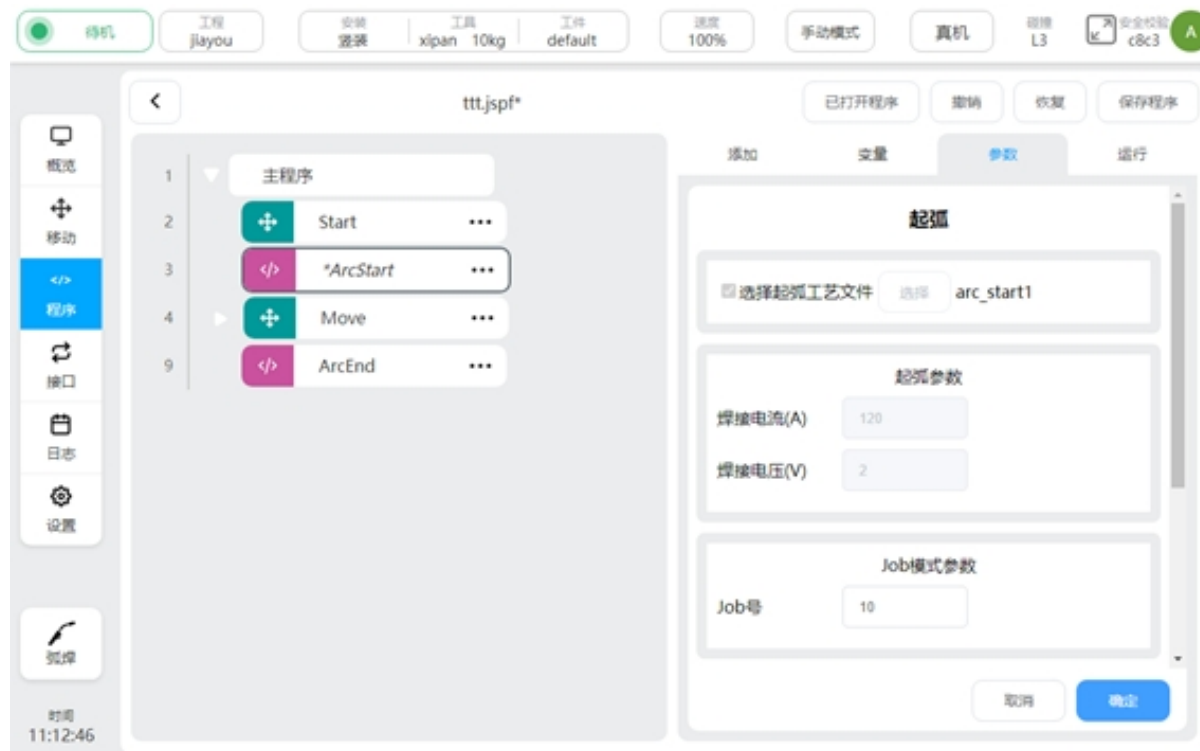 待机
工程
jiayou
安装
竖装
工具
xipan 10kg
工件
default
速度
100%
手动模式
真机
碰撞
L3
安全校验
c8c3
A
ttt.jspf*
已打开程序
撤销
恢复
保存程序
概览
移动
</>
程序
接口
日志
设置
弧焊
时间
11:12:46
1 主程序
2 Start •••
3 </> *ArcStart •••
4 Move •••
9 </> ArcEnd •••
添加
变量
参数
运行
起弧
选择起弧工艺文件 选择 arc_start1
起弧参数
焊接电流(A) 120
焊接电压(V) 2
Job模式参数
Job号 10
取消
确定